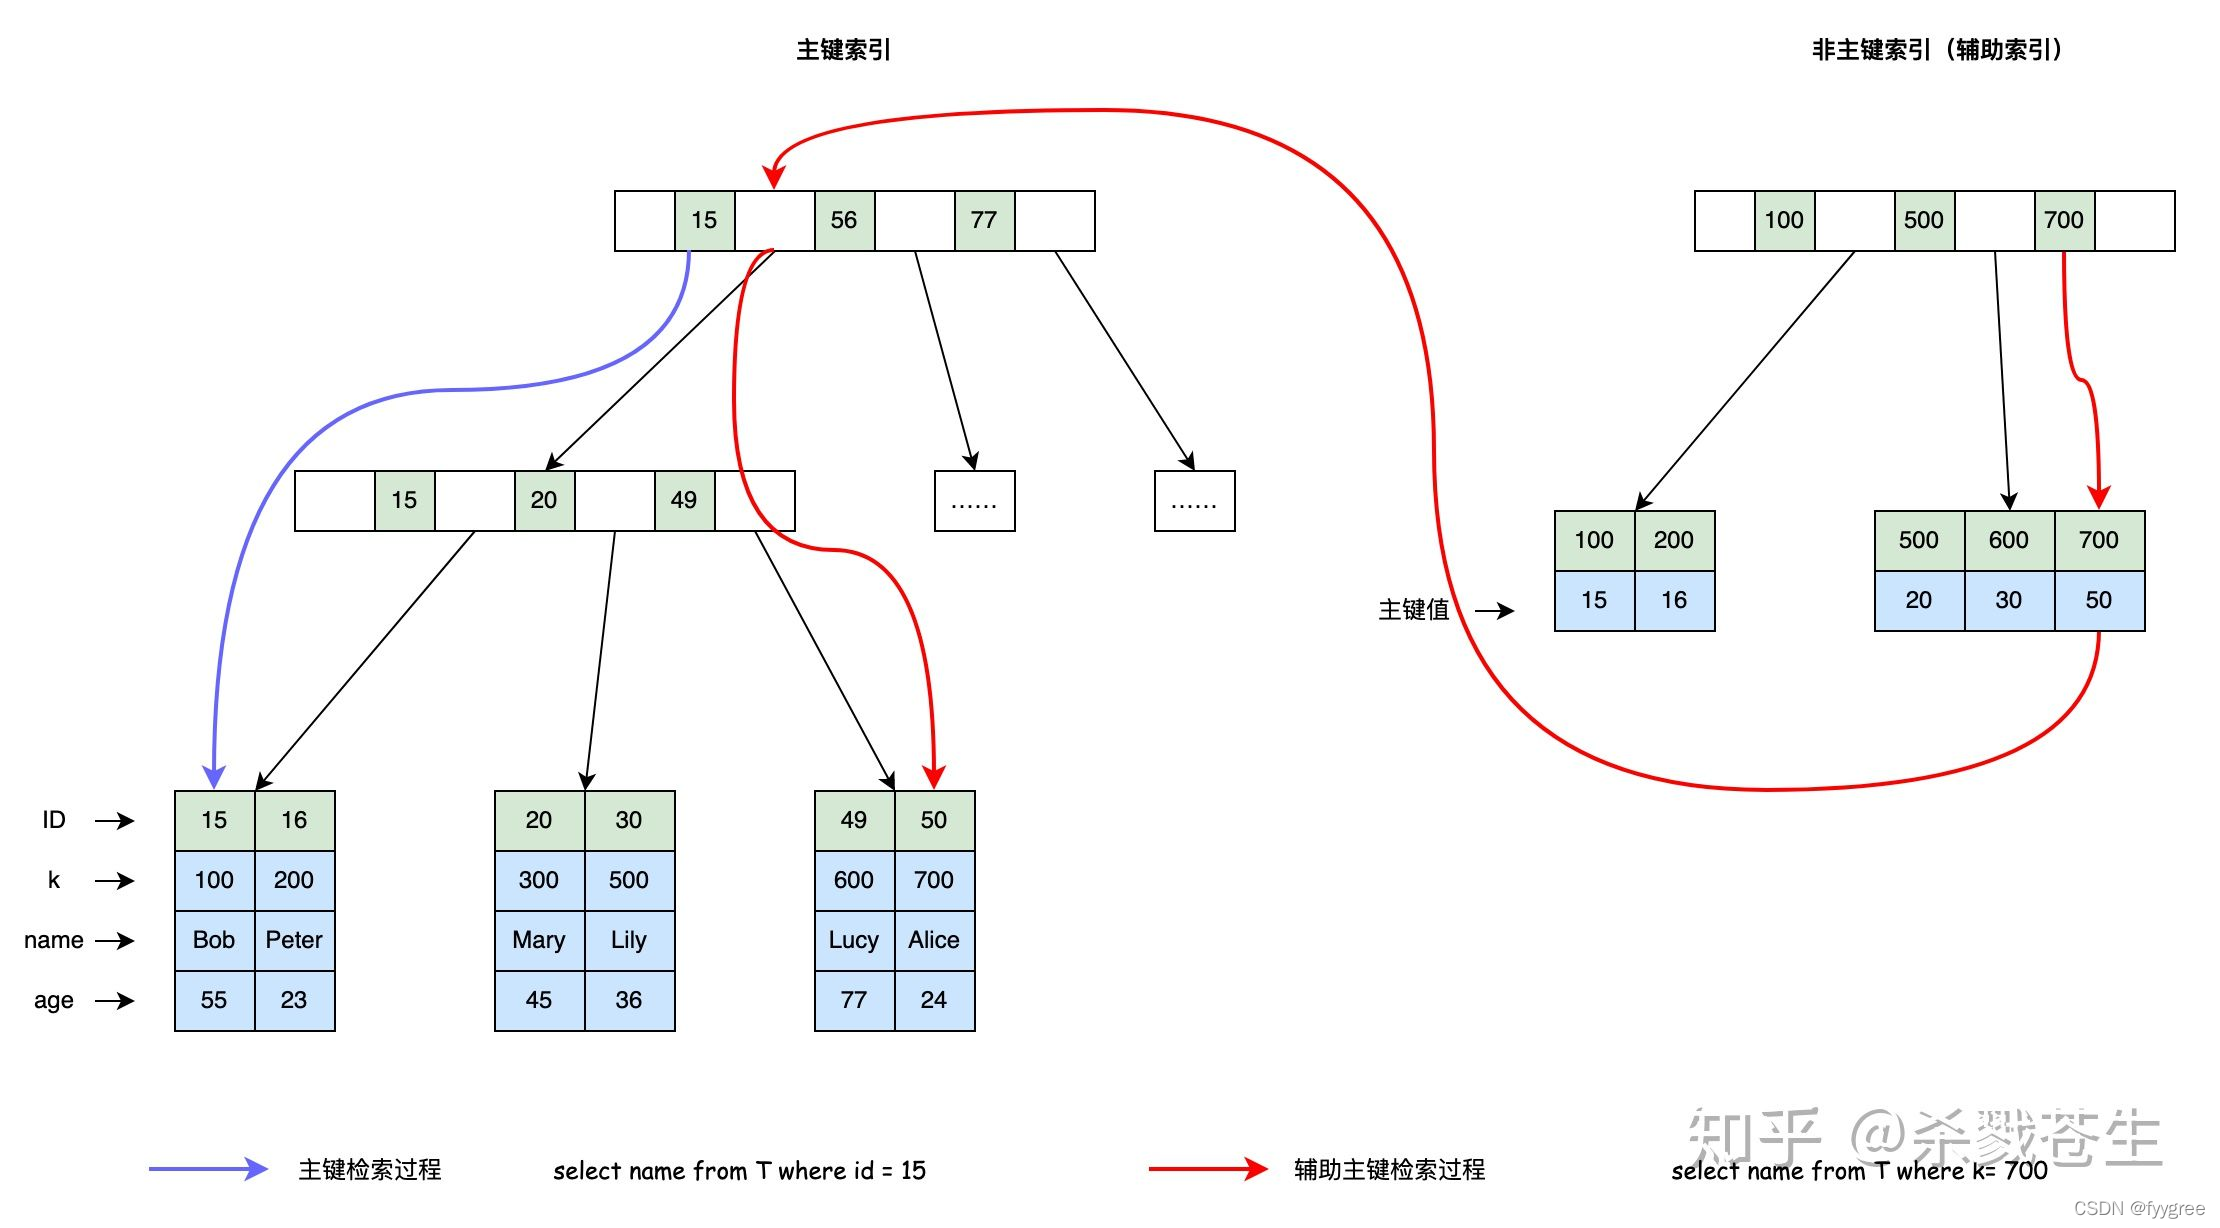 主键索引
非主键索引（辅助索引）
15 56 77
100 500 700
15 20 49
......
......
100 200
500 600 700
主键值
15 16
20 30 50
ID 15 16 20 30 49 50
k 100 200 300 500 600 700
name Bob Peter Mary Lily Lucy Alice
age 55 23 45 36 77 24
知乎 @杀戮苍生
主键检索过程
select name from T where id = 15
辅助主键检索过程
select name from T where k= 700
CSDN @fyygree